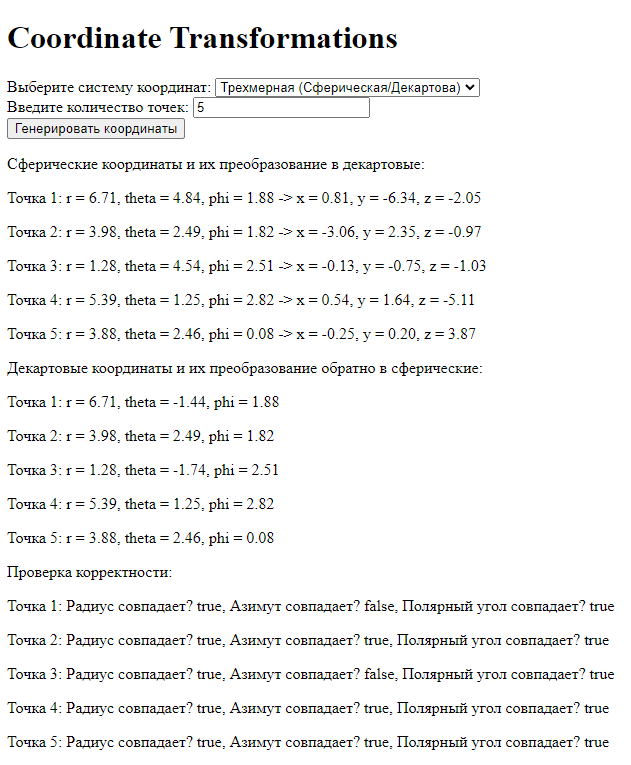 Coordinate Transformations
Выберите систему координат: Трехмерная (Сферическая/Декартова)
Введите количество точек: 5
Генерировать координаты
Сферические координаты и их преобразование в декартовые:
Точка 1: r = 6.71, theta = 4.84, phi = 1.88 -> x = 0.81, y = -6.34, z = -2.05
Точка 2: r = 3.98, theta = 2.49, phi = 1.82 -> x = -3.06, y = 2.35, z = -0.97
Точка 3: r = 1.28, theta = 4.54, phi = 2.51 -> x = -0.13, y = -0.75, z = -1.03
Точка 4: r = 5.39, theta = 1.25, phi = 2.82 -> x = 0.54, y = 1.64, z = -5.11
Точка 5: r = 3.88, theta = 2.46, phi = 0.08 -> x = -0.25, y = 0.20, z = 3.87
Декартовые координаты и их преобразование обратно в сферические:
Точка 1: r = 6.71, theta = -1.44, phi = 1.88
Точка 2: r = 3.98, theta = 2.49, phi = 1.82
Точка 3: r = 1.28, theta = -1.74, phi = 2.51
Точка 4: r = 5.39, theta = 1.25, phi = 2.82
Точка 5: r = 3.88, theta = 2.46, phi = 0.08
Проверка корректности:
Точка 1: Радиус совпадает? true, Азимут совпадает? false, Полярный угол совпадает? true
Точка 2: Радиус совпадает? true, Азимут совпадает? true, Полярный угол совпадает? true
Точка 3: Радиус совпадает? true, Азимут совпадает? false, Полярный угол совпадает? true
Точка 4: Радиус совпадает? true, Азимут совпадает? true, Полярный угол совпадает? true
Точка 5: Радиус совпадает? true, Азимут совпадает? true, Полярный угол совпадает? true